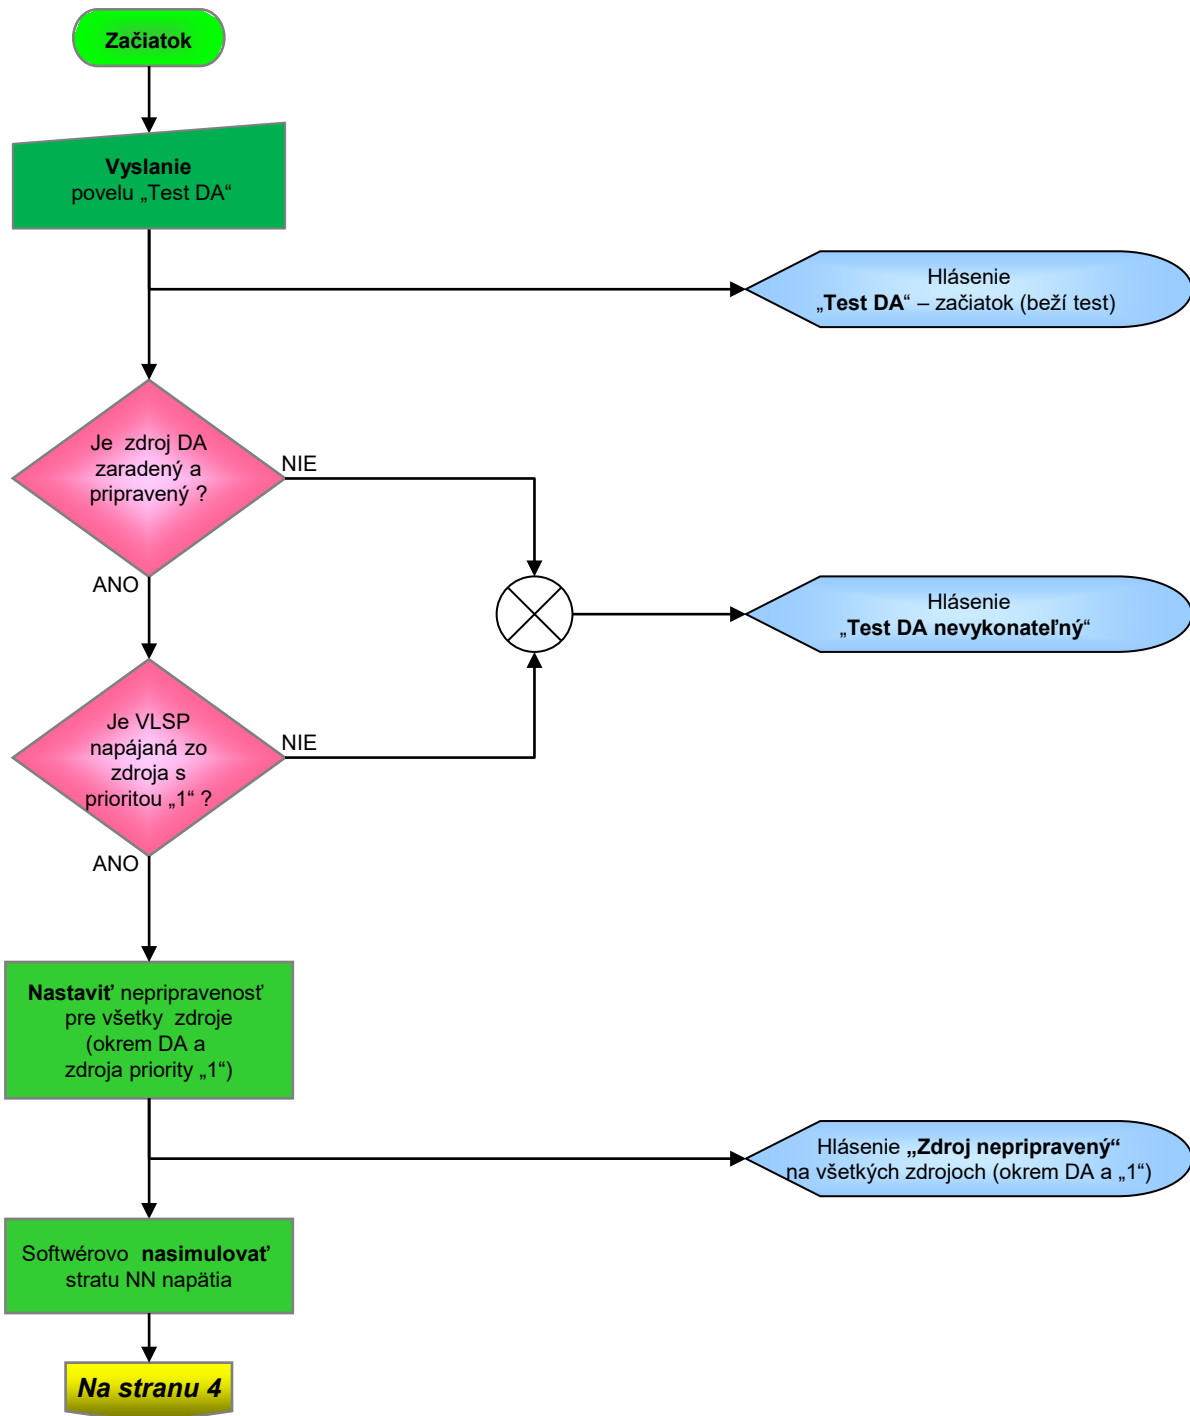 Začiatok
Vyslanie
povelu „Test DA“
Hlásenie
„Test DA“ – začiatok (beží test)
Je zdroj DA
zaradený a
pripravený ?
NIE
ANO
Hlásenie
„Test DA nevykonateľný“
Je VLSP
napájaná zo
zdroja s
prioritou „1“ ?
NIE
ANO
Nastaviť nepripravenosť
pre všetky zdroje
(okrem DA a
zdroja priority „1“)
Hlásenie „Zdroj nepripravený“
na všetkých zdrojoch (okrem DA a „1“)
Softwérovo nasimulovať
stratu NN napätia
Na stranu 4